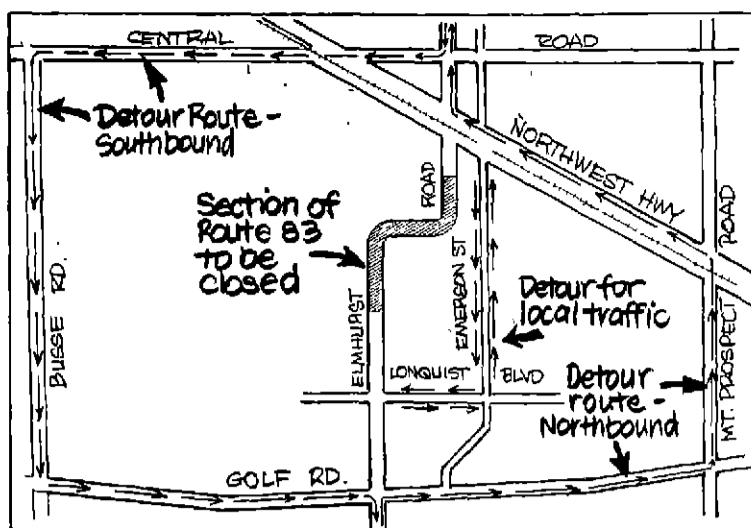 CENTRAL
ROAD
Detour Route -
Southbound
NORTHWEST HWY
ROAD
ROAD
Section of
Route 83
to be
closed
EMERSON ST
Detour for
local traffic
BUSSE RD.
ELMHURST
LONQUIST
BLVD
MT. PROSPECT
Detour
route -
Northbound
GOLF RD.